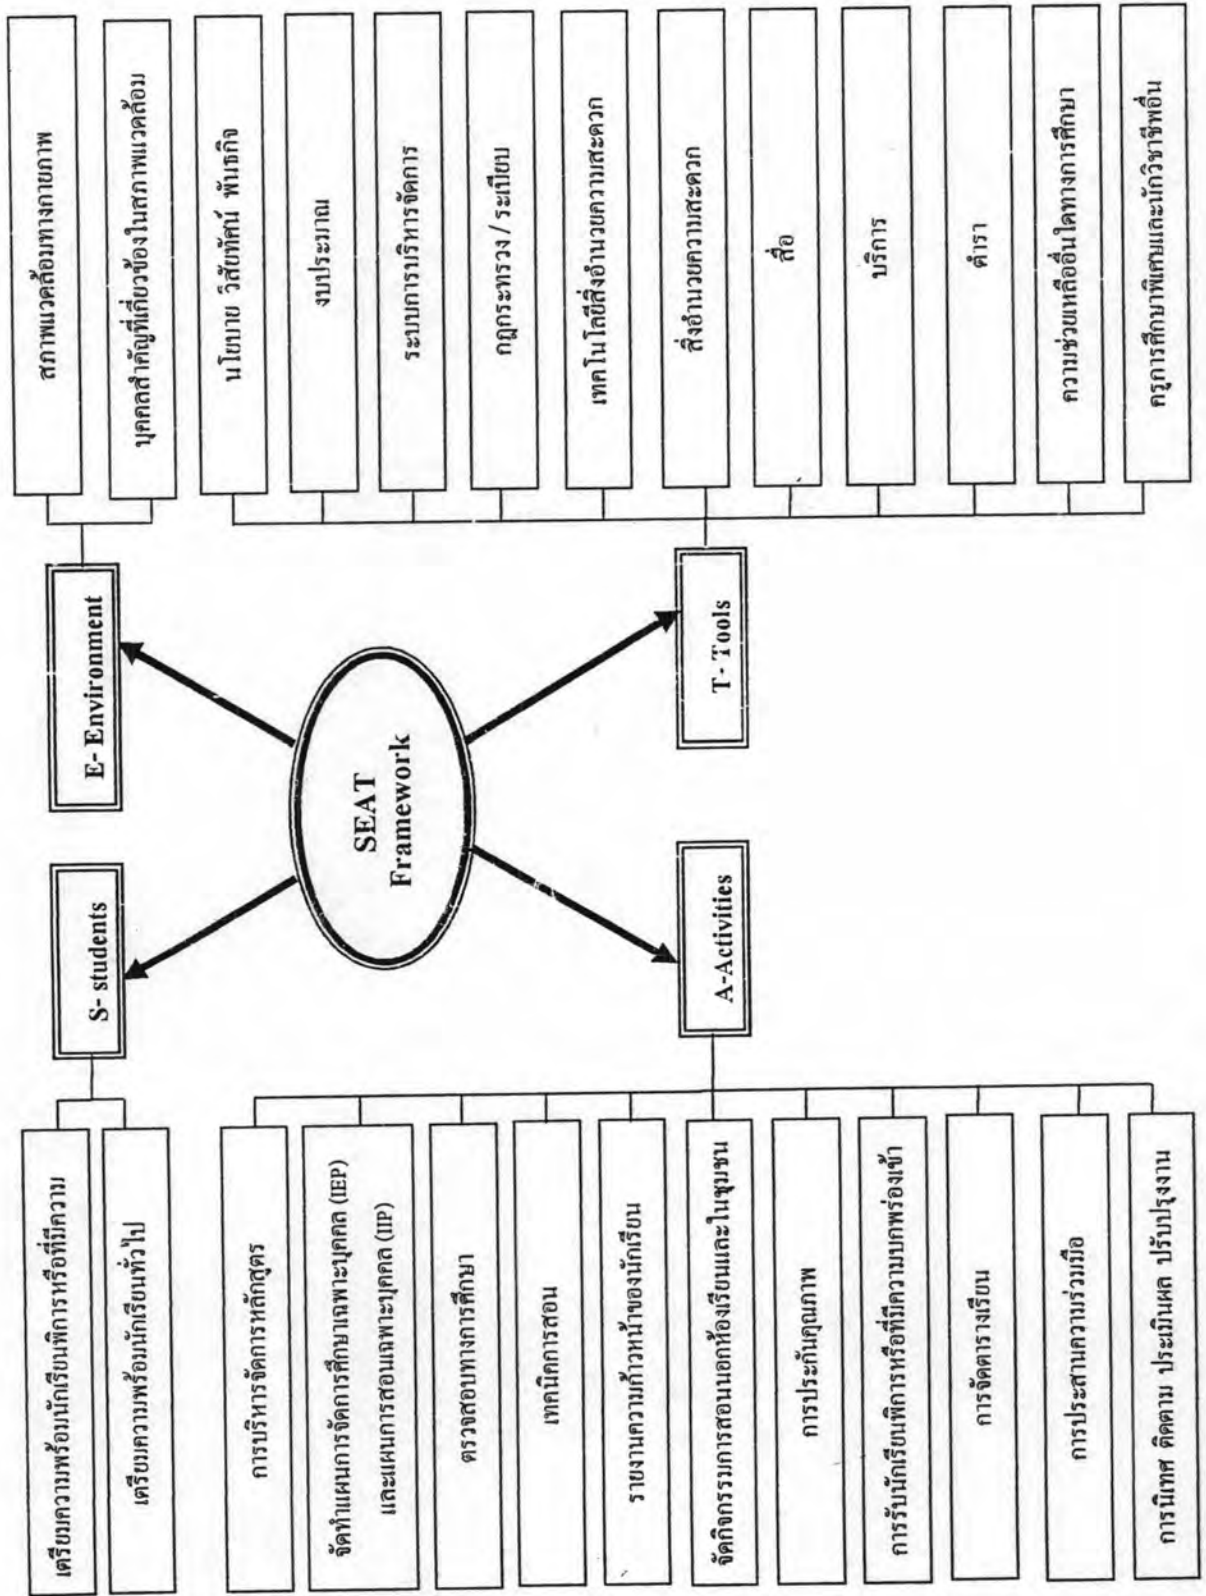 เตรียมความพร้อมนักเรียนพิการหรือที่มีความ
เตรียมความพร้อมนักเรียนทั่วไป
S- students
E- Environment
สภาพแวดล้อมทางกายภาพ
บุคคลสำคัญที่เกี่ยวข้องในสภาพแวดล้อม
SEAT
Framework
การบริหารจัดการหลักสูตร
จัดทำแผนการจัดการศึกษาเฉพาะบุคคล (IEP)
และแผนการสอนเฉพาะบุคคล (IIP)
ตรวจสอบทางการศึกษา
เทคนิคการสอน
รายงานความก้าวหน้าของนักเรียน
จัดกิจกรรมการสอนนอกห้องเรียนและในชุมชน
การประกันคุณภาพ
การรับนักเรียนพิการหรือที่มีความบกพร่องเข้า
การจัดตารางเรียน
การประสานความร่วมมือ
การนิเทศ ติดตาม ประเมินผล ปรับปรุงงาน
A-Activities
T- Tools
นโยบาย วิสัยทัศน์ พันธกิจ
งบประมาณ
ระบบการบริหารจัดการ
กฎกระทรวง / ระเบียบ
เทคโนโลยีสิ่งอำนวยความสะดวก
สิ่งอำนวยความสะดวก
สื่อ
บริการ
ตำรา
ความช่วยเหลืออื่นใดทางการศึกษา
ครูการศึกษาพิเศษและนักวิชาชีพอื่น